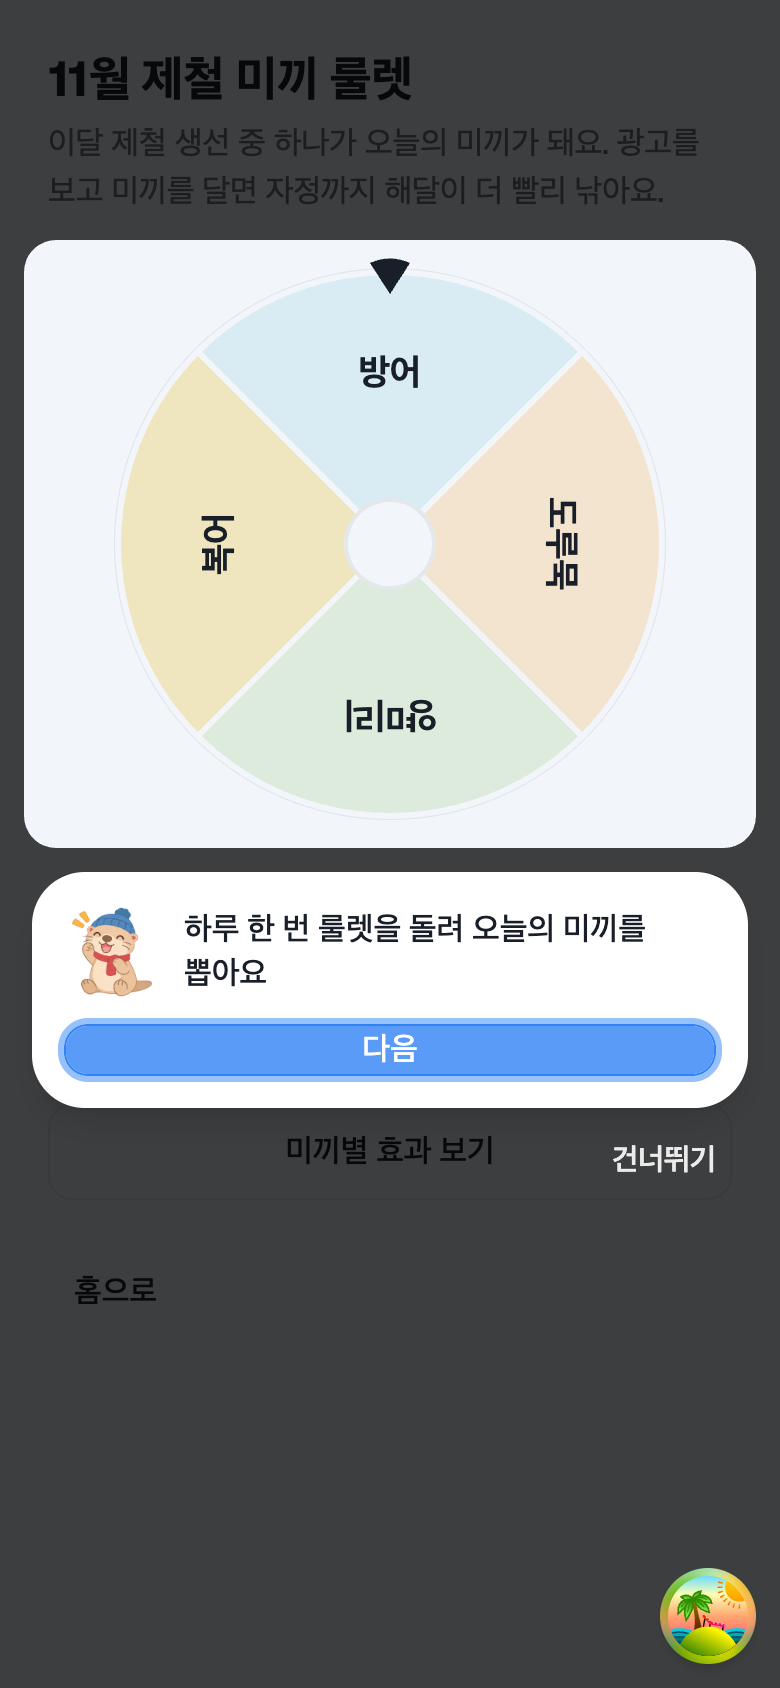 11월 제철 미끼 룰렛
이달 제철 생선 중 하나가 오늘의 미끼가 돼요. 광고를
보고 미끼를 달면 자정까지 해달이 더 빨리 낚아요.
방어
복어
도루묵
양미리
하루 한 번 룰렛을 돌려 오늘의 미끼를
뽑아요
다음
미끼별 효과 보기
건너뛰기
홈으로